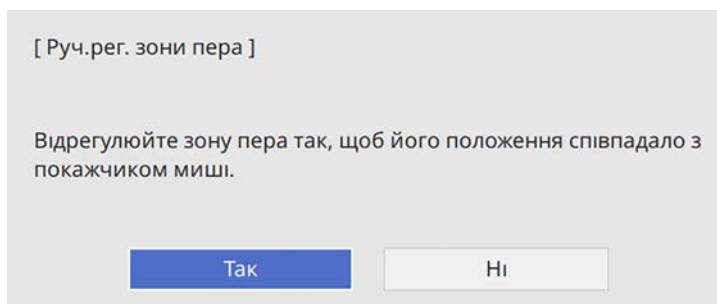 [ Руч.рег. зони пера ]
Відрегулюйте зону пера так, щоб його положення співпадало з
покажчиком миші.
Так
Ні